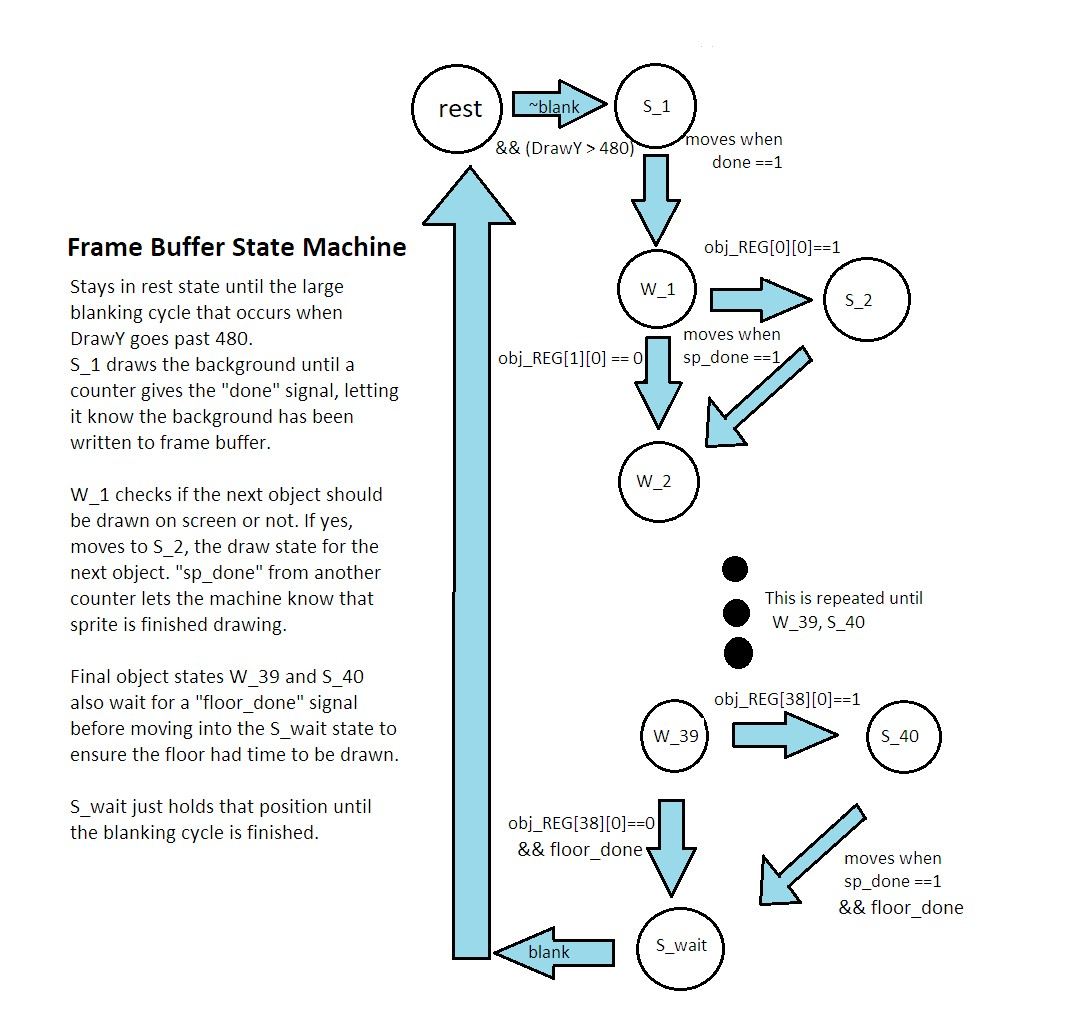 rest
~blank
&& (DrawY > 480)
S_1
moves when
done ==1
Frame Buffer State Machine
Stays in rest state until the large
blanking cycle that occurs when
DrawY goes past 480.
S_1 draws the background until a
counter gives the "done" signal, letting
it know the background has been
written to frame buffer.
W_1 checks if the next object should
be drawn on screen or not. If yes,
moves to S_2, the draw state for the
next object. "sp_done" from another
counter lets the machine know that
sprite is finished drawing.
Final object states W_39 and S_40
also wait for a "floor_done" signal
before moving into the S_wait state to
ensure the floor had time to be drawn.
S_wait just holds that position until
the blanking cycle is finished.
obj_REG[0][0]==1
W_1
S_2
moves when
sp_done ==1
obj_REG[1][0] == 0
W_2
This is repeated until
W_39, S_40
obj_REG[38][0]==1
W_39
S_40
obj_REG[38][0]==0
&& floor_done
moves when
sp_done ==1
&& floor_done
S_wait
blank